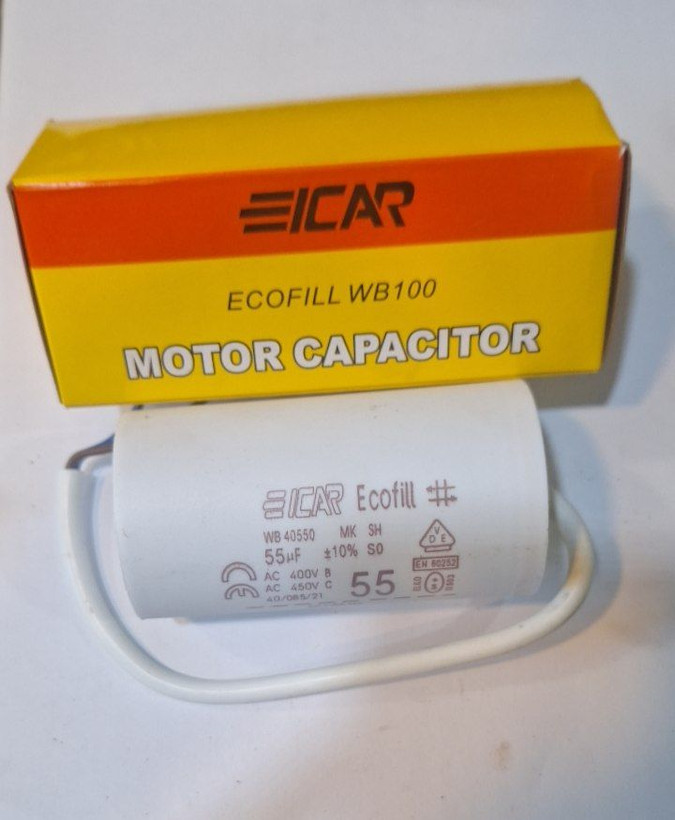 ICAR
ECOFILL WB100
MOTOR CAPACITOR
ICAR Ecofill
WB 40550 MK SH
55µF ±10% S0
AC 400V B
AC 450V C
40/085/21
55
VDE
EN 60252